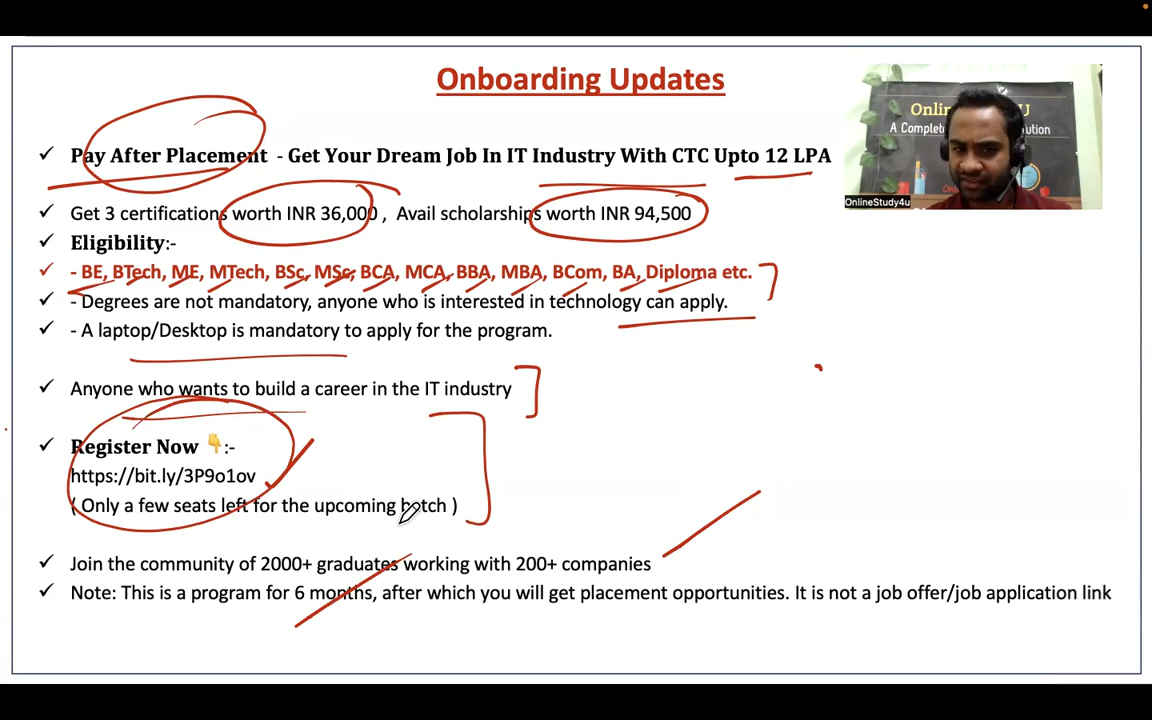 Onboarding Updates
Onlin
U
A Complet
ution
OnlineStudy4u
✓ Pay After Placement - Get Your Dream Job In IT Industry With CTC Upto 12 LPA
✓ Get 3 certifications worth INR 36,000 , Avail scholarships worth INR 94,500
✓ Eligibility:-
✓ - BE, BTech, ME, MTech, BSc, MSc, BCA, MCA, BBA, MBA, BCom, BA, Diploma etc.
✓ - Degrees are not mandatory, anyone who is interested in technology can apply.
✓ - A laptop/Desktop is mandatory to apply for the program.
✓ Anyone who wants to build a career in the IT industry
✓ Register Now 👇:-
https://bit.ly/3P9o1ov
( Only a few seats left for the upcoming batch )
✓ Join the community of 2000+ graduates working with 200+ companies
✓ Note: This is a program for 6 months, after which you will get placement opportunities. It is not a job offer/job application link